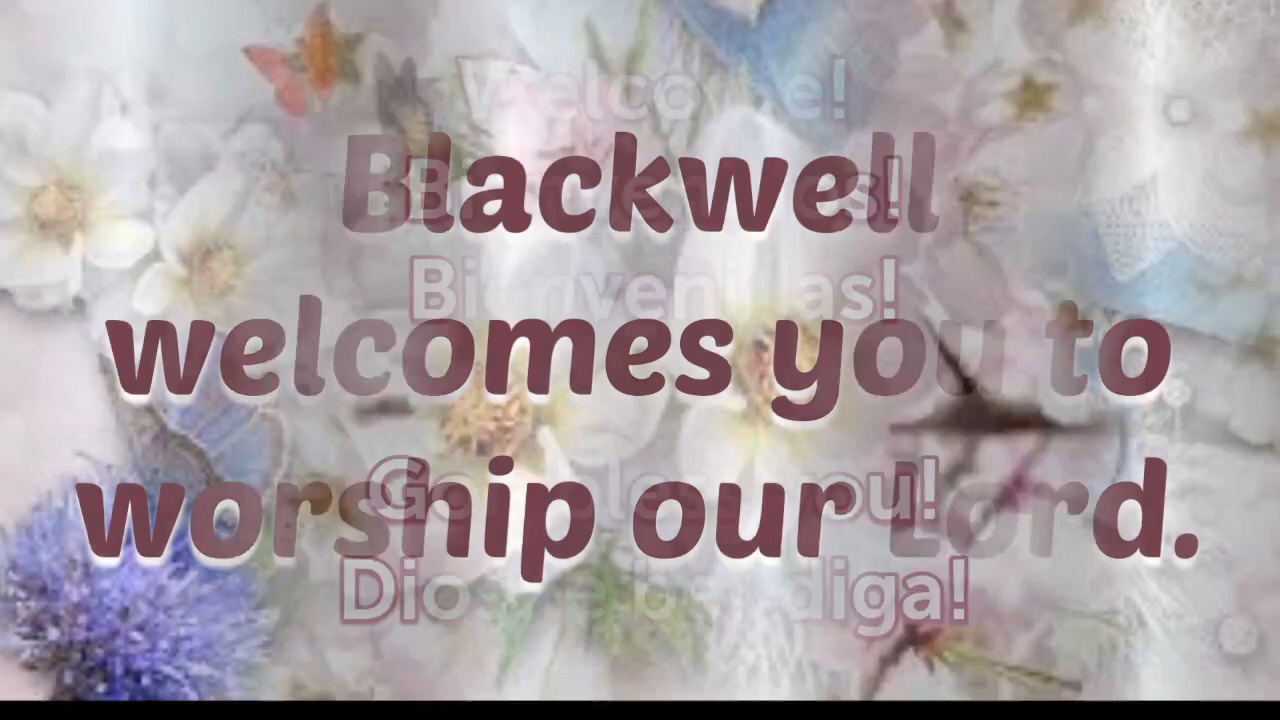 Welcome!
Blackwell
Bienvenidas!
welcomes you to
God bless you!
worship our Lord.
Dios te bendiga!